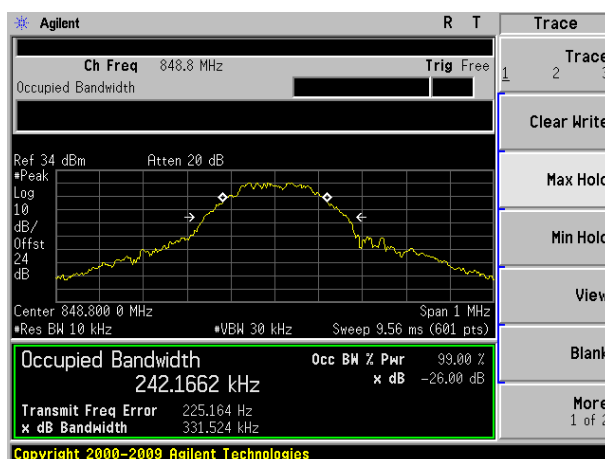 Agilent R T Trace
Ch Freq 848.8 MHz Trig Free
Occupied Bandwidth
Trace
1 2 3
Clear Write
Max Hold
Min Hold
View
Blank
More
1 of 2
Ref 34 dBm Atten 20 dB
#Peak
Log
10
dB/
Offst
24
dB
Center 848.800 0 MHz Span 1 MHz
#Res BW 10 kHz #VBW 30 kHz Sweep 9.56 ms (601 pts)
Occupied Bandwidth Occ BW % Pwr 99.00 %
242.1662 kHz x dB -26.00 dB
Transmit Freq Error 225.164 Hz
x dB Bandwidth 331.524 kHz
Copyright 2000-2009 Agilent Technologies